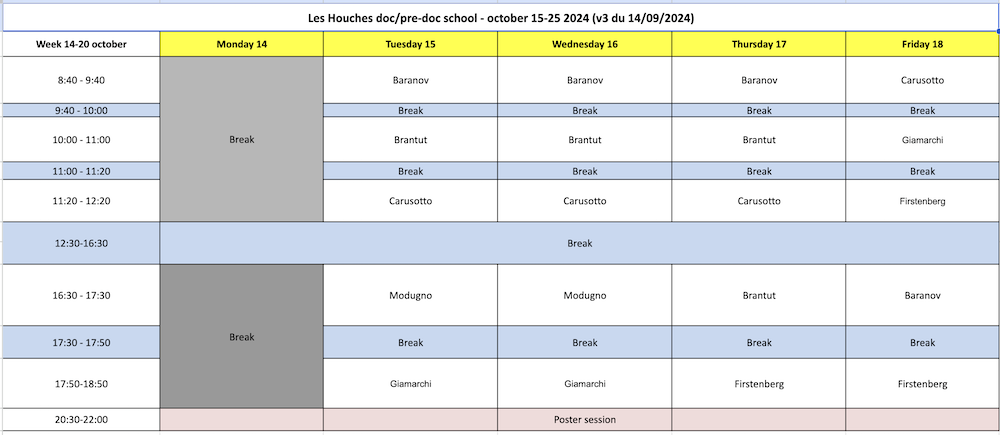 Les Houches doc/pre-doc school - october 15-25 2024 (v3 du 14/09/2024)
Week 14-20 october Monday 14 Tuesday 15 Wednesday 16 Thursday 17 Friday 18
8:40 - 9:40 Baranov Baranov Baranov Carusotto
9:40 - 10:00 Break Break Break Break
10:00 - 11:00 Break Brantut Brantut Brantut Giamarchi
11:00 - 11:20 Break Break Break Break
11:20 - 12:20 Carusotto Carusotto Carusotto Firstenberg
12:30-16:30 Break
16:30 - 17:30 Modugno Modugno Brantut Baranov
17:30 - 17:50 Break Break Break Break Break
17:50-18:50 Giamarchi Giamarchi Firstenberg Firstenberg
20:30-22:00 Poster session